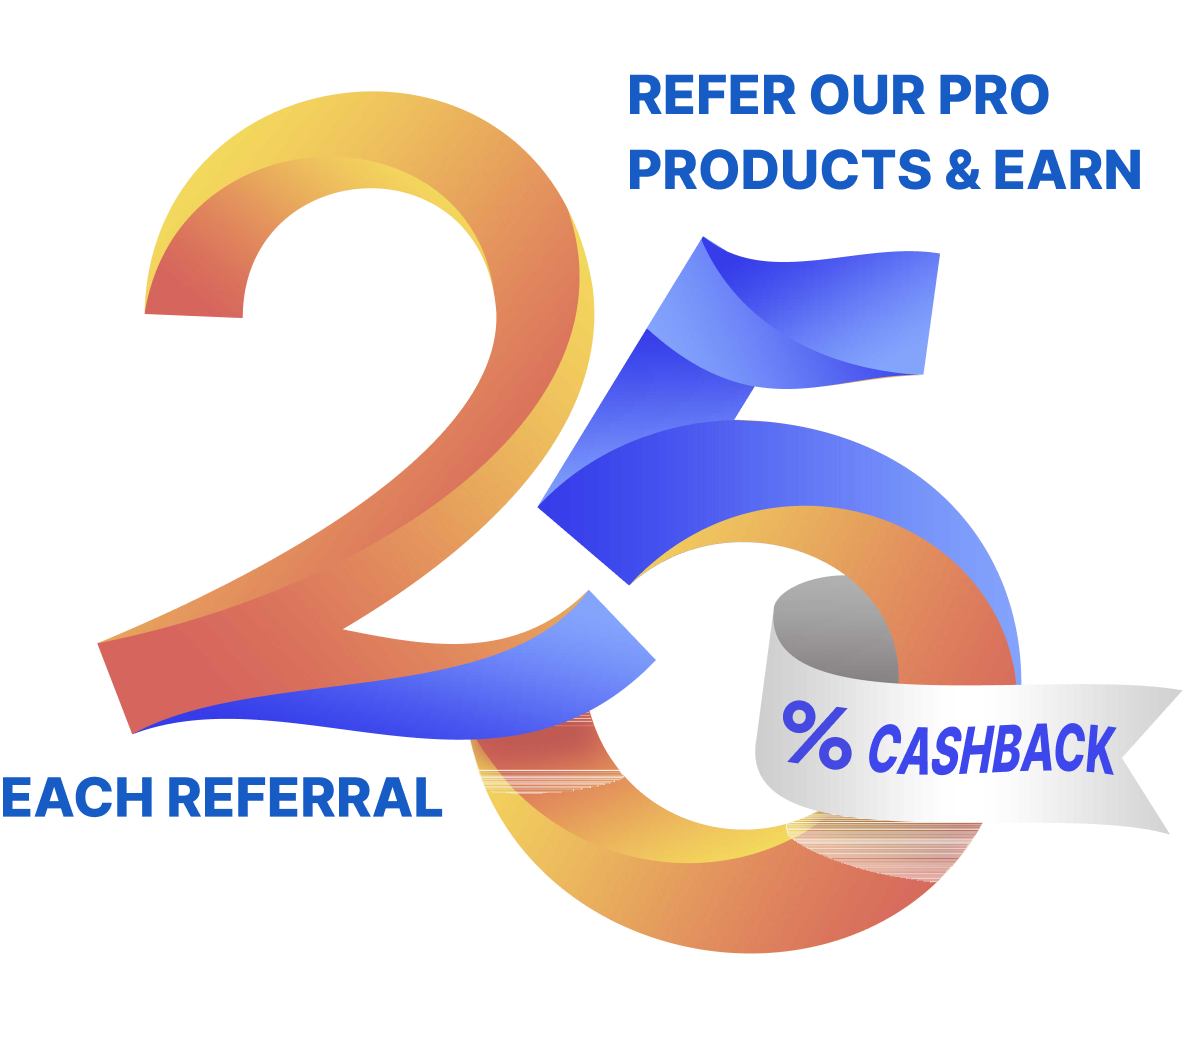 REFER OUR PRO
PRODUCTS & EARN
25
% CASHBACK
EACH REFERRAL